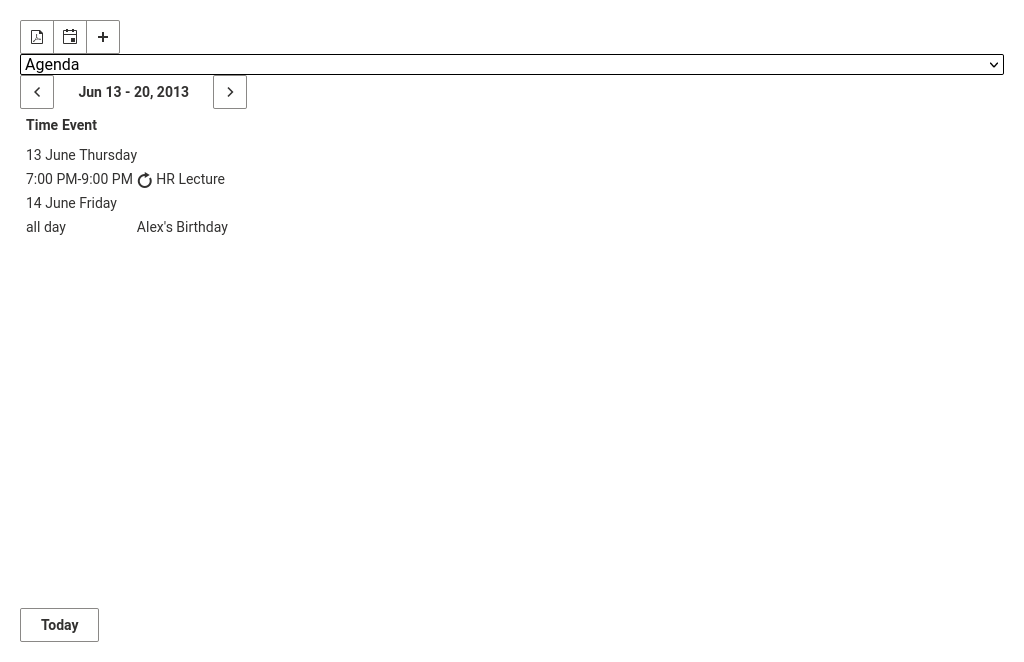 Agenda
Jun 13 - 20, 2013
Time Event
13 June Thursday
7:00 PM-9:00 PM HR Lecture
14 June Friday
all day Alex's Birthday
Today